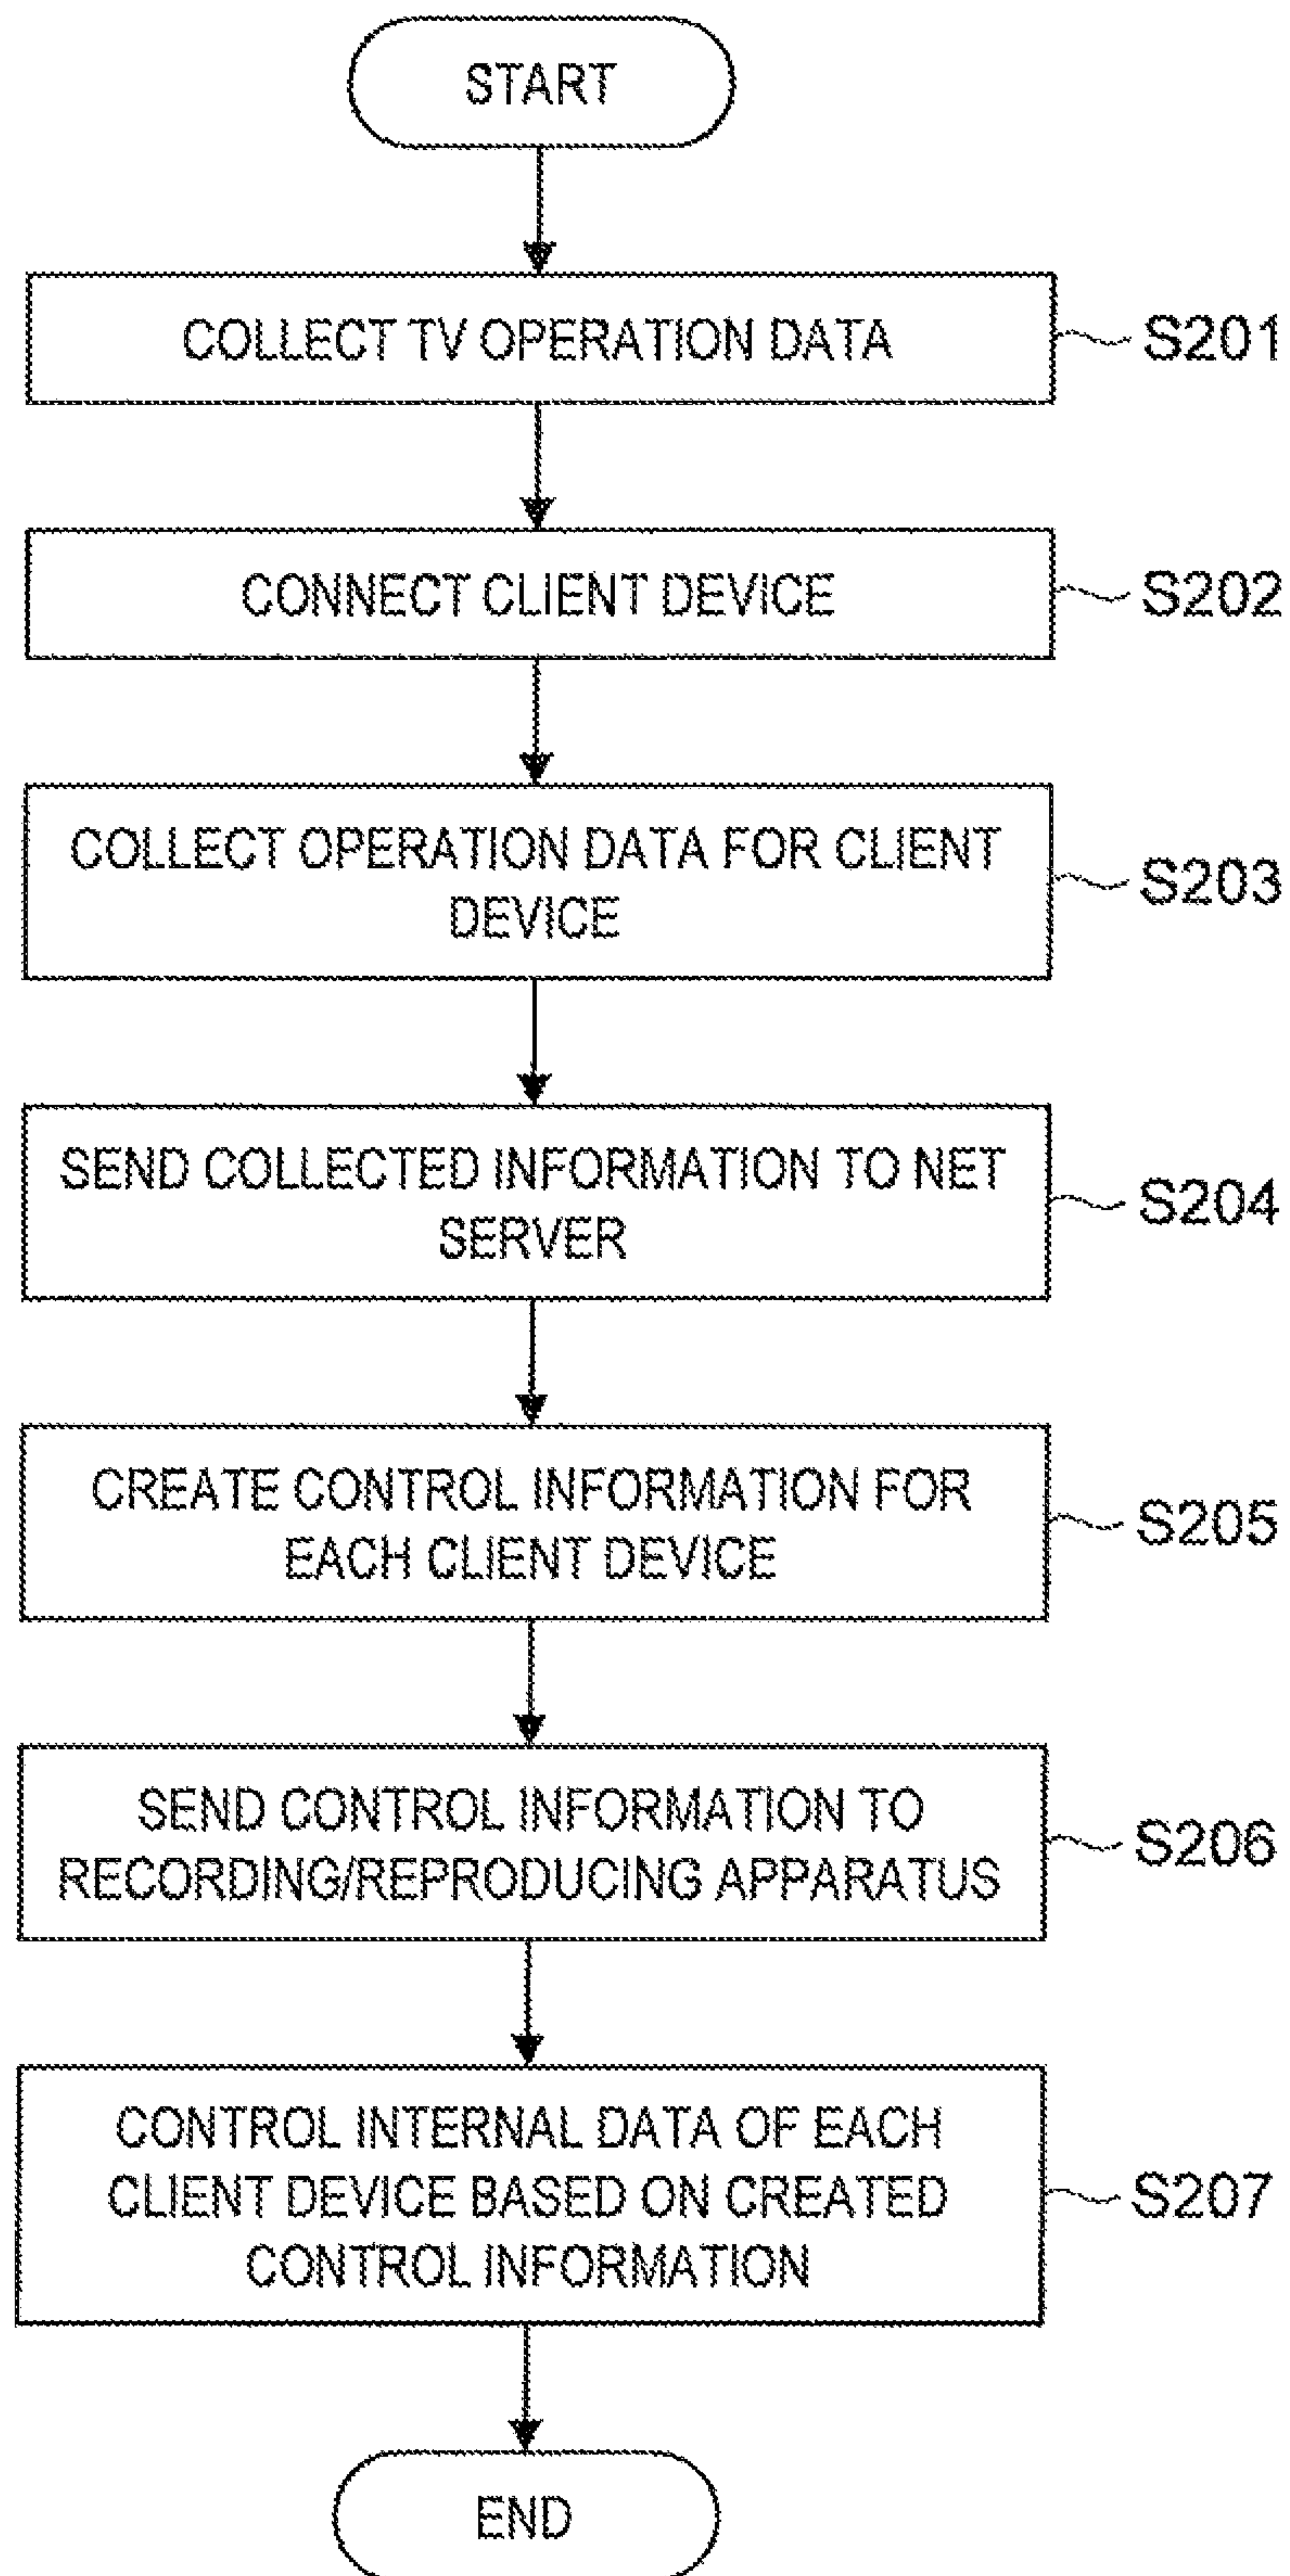 START
COLLECT TV OPERATION DATA
S201
CONNECT CLIENT DEVICE
S202
COLLECT OPERATION DATA FOR CLIENT
DEVICE
S203
SEND COLLECTED INFORMATION TO NET
SERVER
S204
CREATE CONTROL INFORMATION FOR
EACH CLIENT DEVICE
S205
SEND CONTROL INFORMATION TO
RECORDING/REPRODUCING APPARATUS
S206
CONTROL INTERNAL DATA OF EACH
CLIENT DEVICE BASED ON CREATED
CONTROL INFORMATION
S207
END